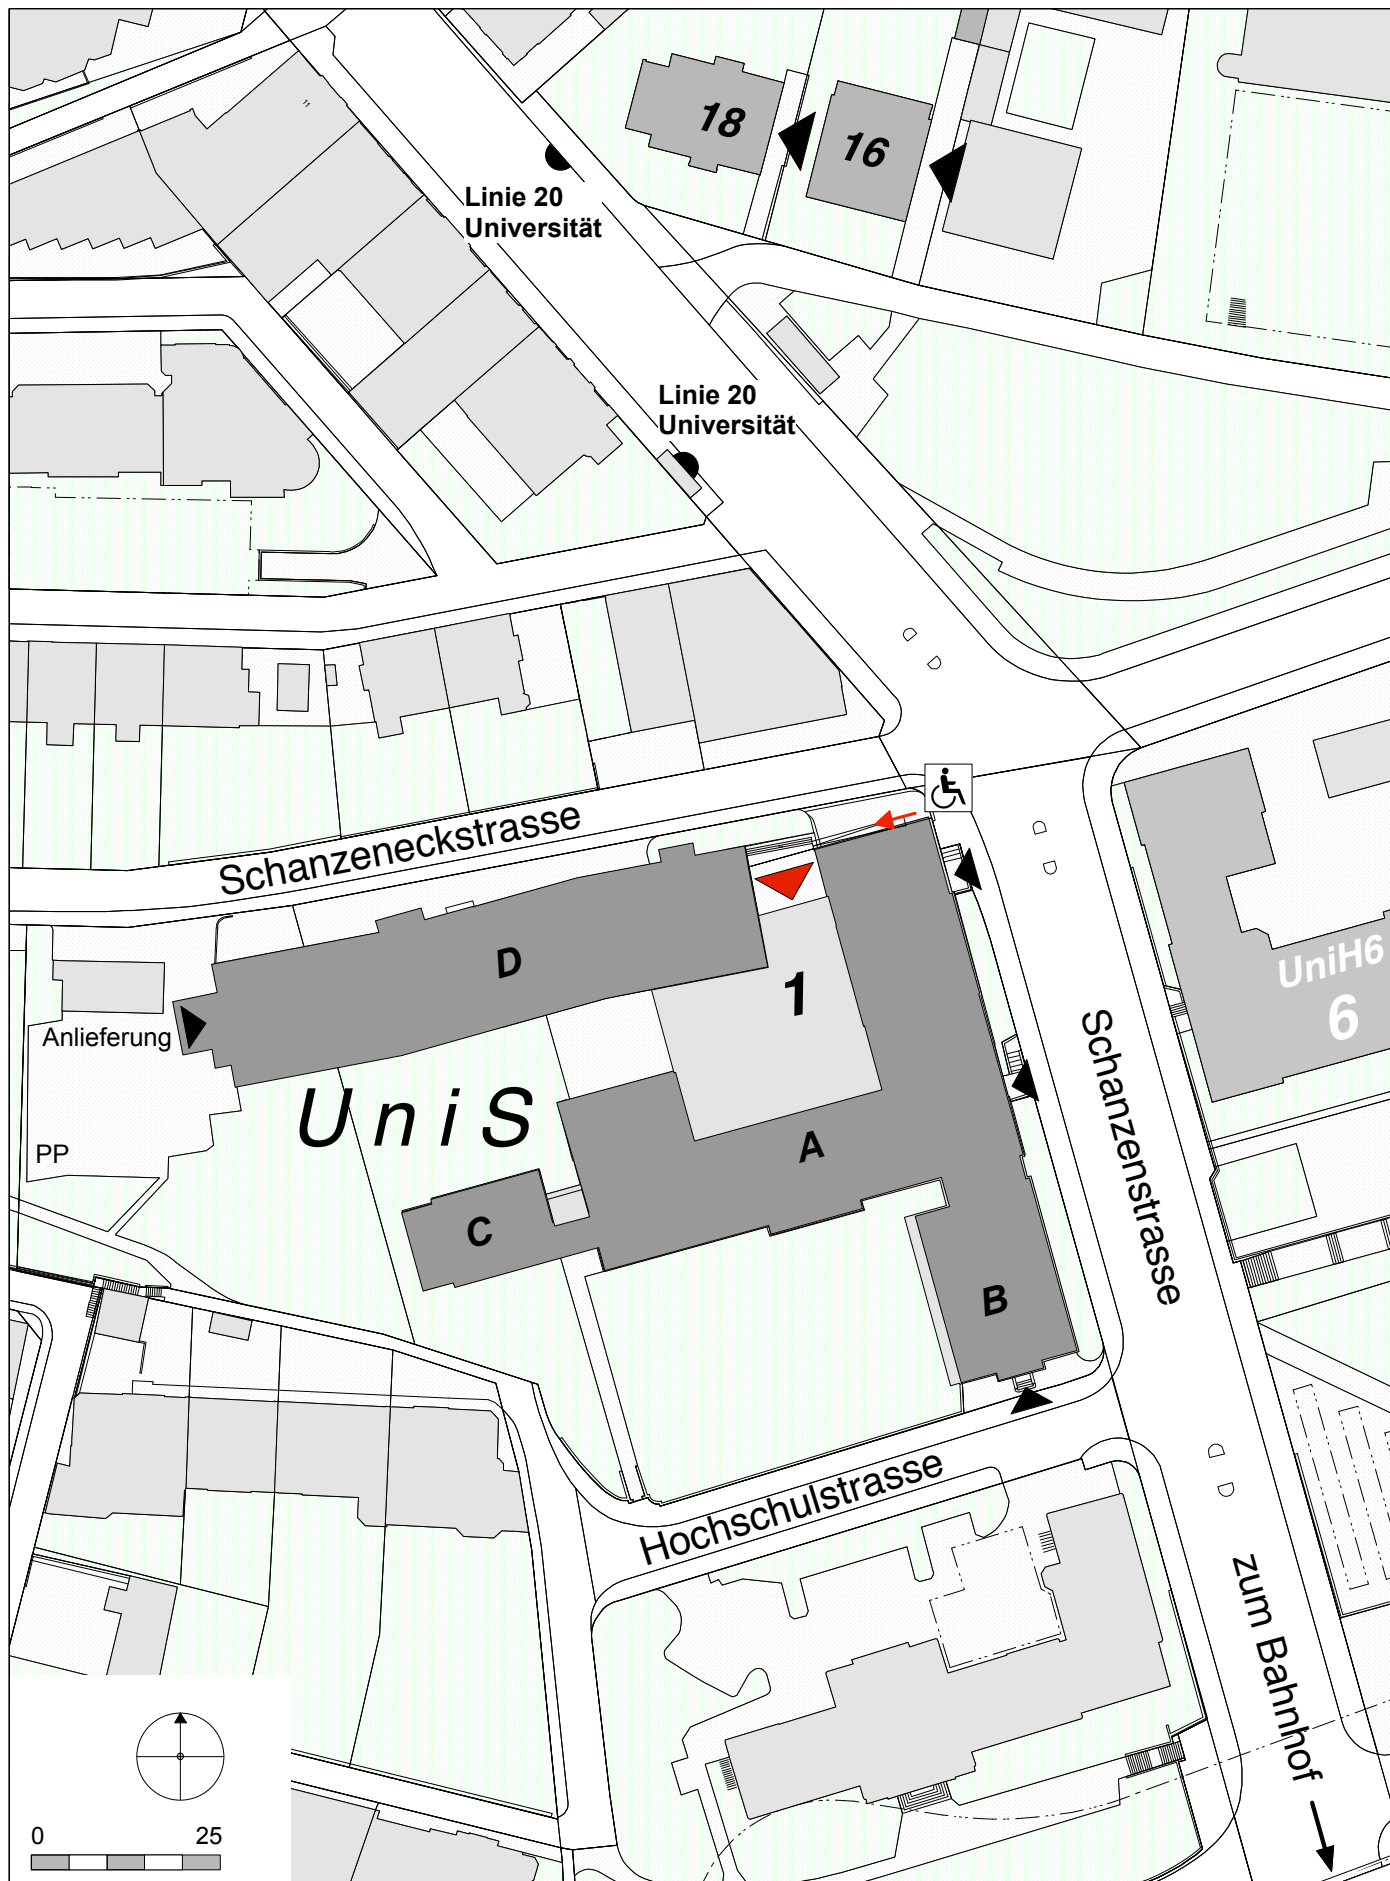 11
18
16
Linie 20
Universität
Linie 20
Universität
Schanzeneckstrasse
D
1
UniH6
6
Anlieferung
Schanzenstrasse
UniS
A
PP
C
B
Hochschulstrasse
zum Bahnhof
0 25